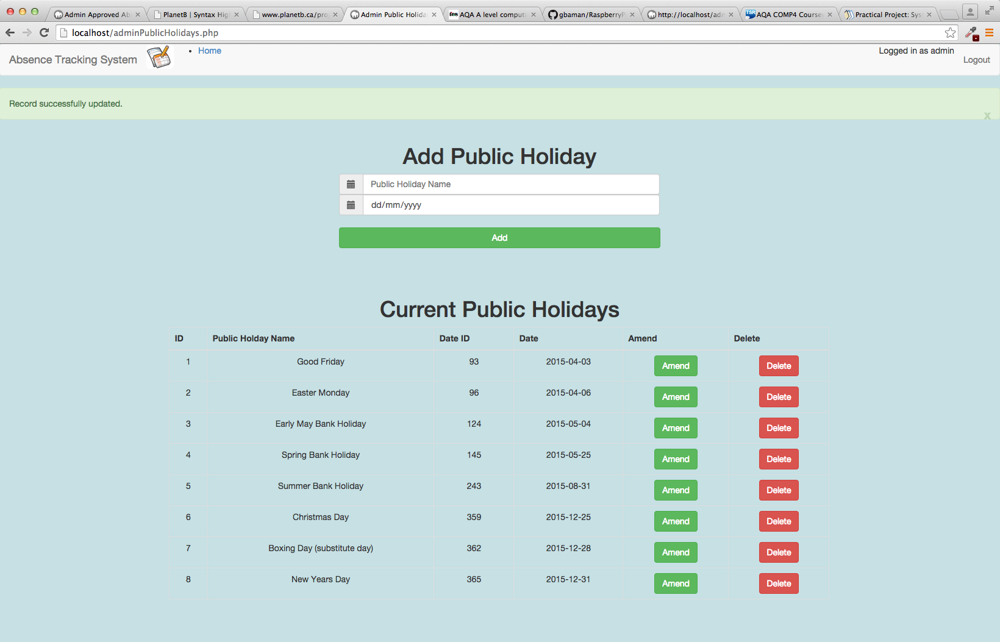 Admin Approved Ab
PlanetB | Syntax Hig
www.planetb.ca/pro
Admin Public Holida
fes AQA A level comput
gbaman/RaspberryP
http://localhost/adm
TSR AQA COMP4 Course
Practical Project: Sys
localhost/adminPublicHolidays.php
Absence Tracking System
• Home
Logged in as admin
Logout
Record successfully updated.
x
Add Public Holiday
Public Holiday Name
dd/mm/yyyy
Add
Current Public Holidays
ID Public Holday Name Date ID Date Amend Delete
1 Good Friday 93 2015-04-03 Amend Delete
2 Easter Monday 96 2015-04-06 Amend Delete
3 Early May Bank Holiday 124 2015-05-04 Amend Delete
4 Spring Bank Holiday 145 2015-05-25 Amend Delete
5 Summer Bank Holiday 243 2015-08-31 Amend Delete
6 Christmas Day 359 2015-12-25 Amend Delete
7 Boxing Day (substitute day) 362 2015-12-28 Amend Delete
8 New Years Day 365 2015-12-31 Amend Delete